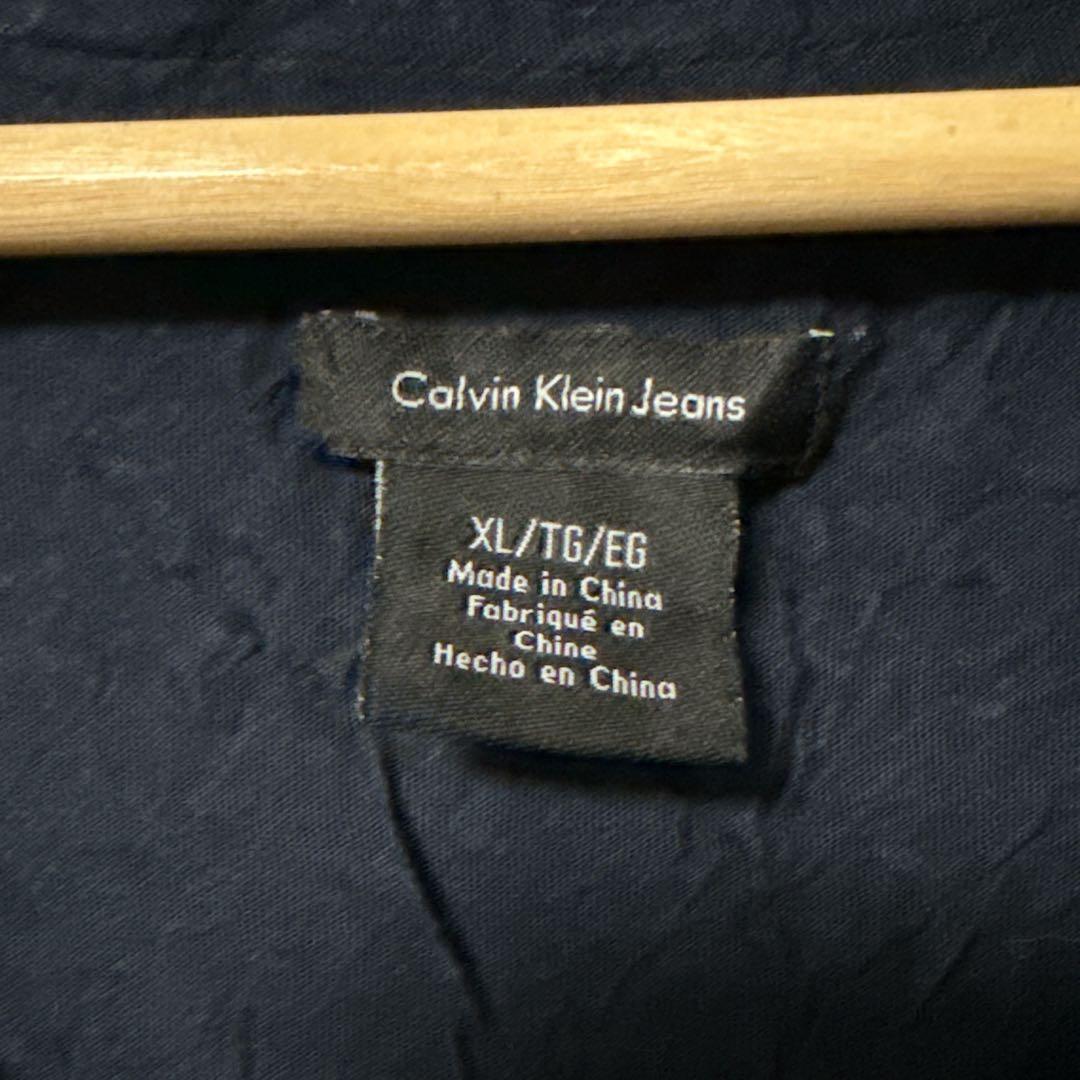 Calvin Klein Jeans
XL/TG/EG
Made in China
Fabriqué en
Chine
Hecho en China